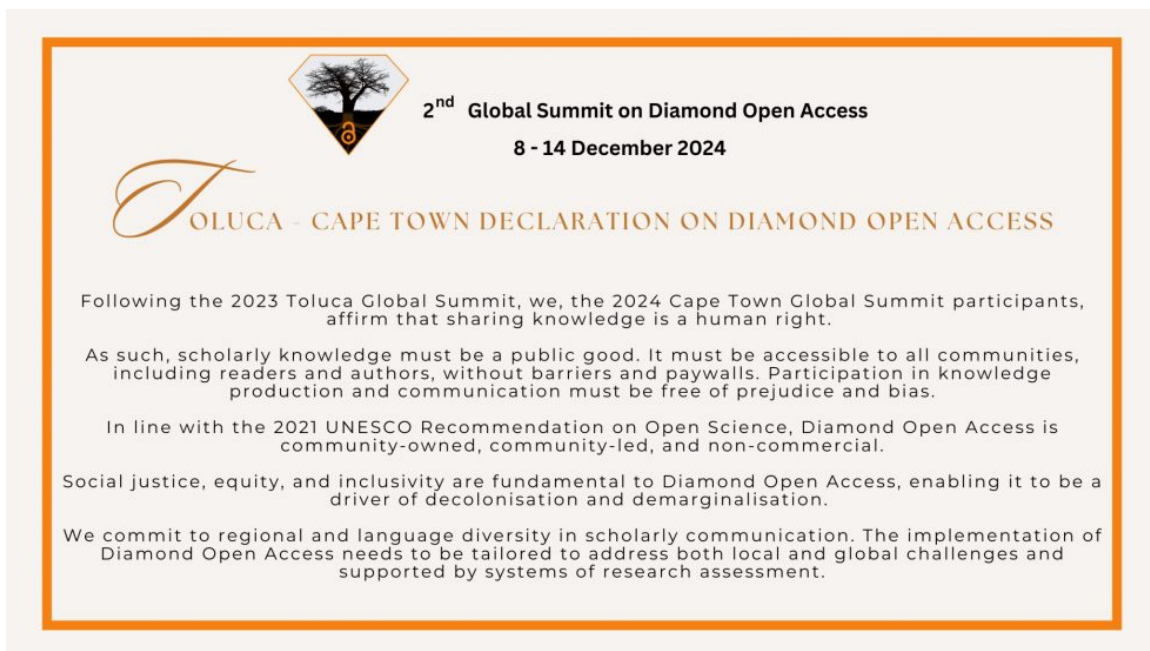 2nd Global Summit on Diamond Open Access
8 - 14 December 2024
TOLUCA - CAPE TOWN DECLARATION ON DIAMOND OPEN ACCESS
Following the 2023 Toluca Global Summit, we, the 2024 Cape Town Global Summit participants,
affirm that sharing knowledge is a human right.
As such, scholarly knowledge must be a public good. It must be accessible to all communities,
including readers and authors, without barriers and paywalls. Participation in knowledge
production and communication must be free of prejudice and bias.
In line with the 2021 UNESCO Recommendation on Open Science, Diamond Open Access is
community-owned, community-led, and non-commercial.
Social justice, equity, and inclusivity are fundamental to Diamond Open Access, enabling it to be a
driver of decolonisation and demarginalisation.
We commit to regional and language diversity in scholarly communication. The implementation of
Diamond Open Access needs to be tailored to address both local and global challenges and
supported by systems of research assessment.